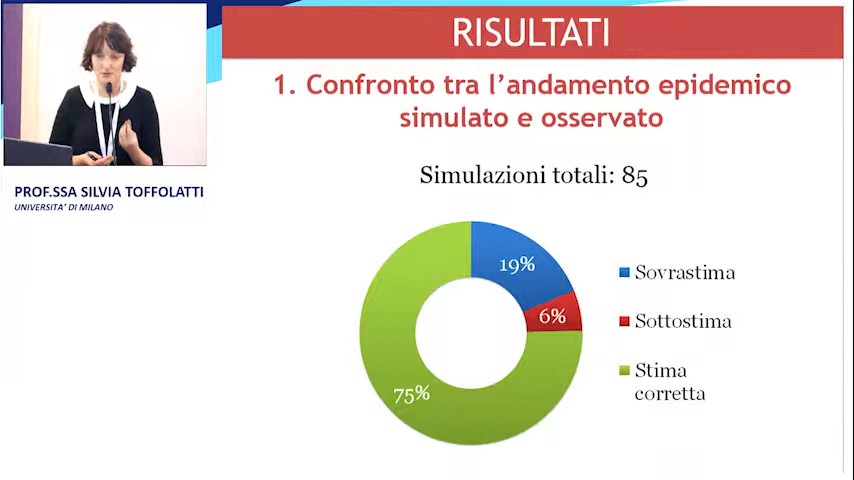 RISULTATI
1. Confronto tra l'andamento epidemico
simulato e osservato
PROF.SSA SILVIA TOFFOLATTI
UNIVERSITA' DI MILANO
Simulazioni totali: 85
19%
6%
75%
Sovrastima
Sottostima
Stima
corretta